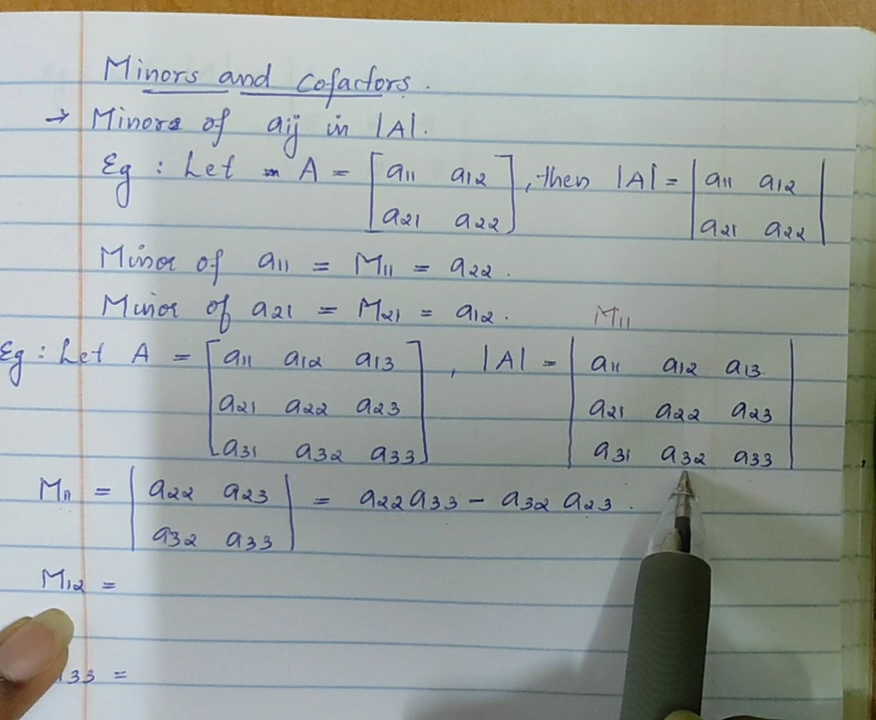 Minors and cofactors.
→ Minors of aij in |A|.
Eg : Let A = [a11 a12 a21 a22], then |A| = |a11 a12 a21 a22|
Minor of a11 = M11 = a22.
Minor of a21 = M21 = a12.
M11
Eg : Let A = [a11 a12 a13 a21 a22 a23 a31 a32 a33], |A| = |a11 a12 a13 a21 a22 a23 a31 a32 a33|,
M11 = |a22 a23 a32 a33| = a22a33 - a32 a23.
M12 =
33 =